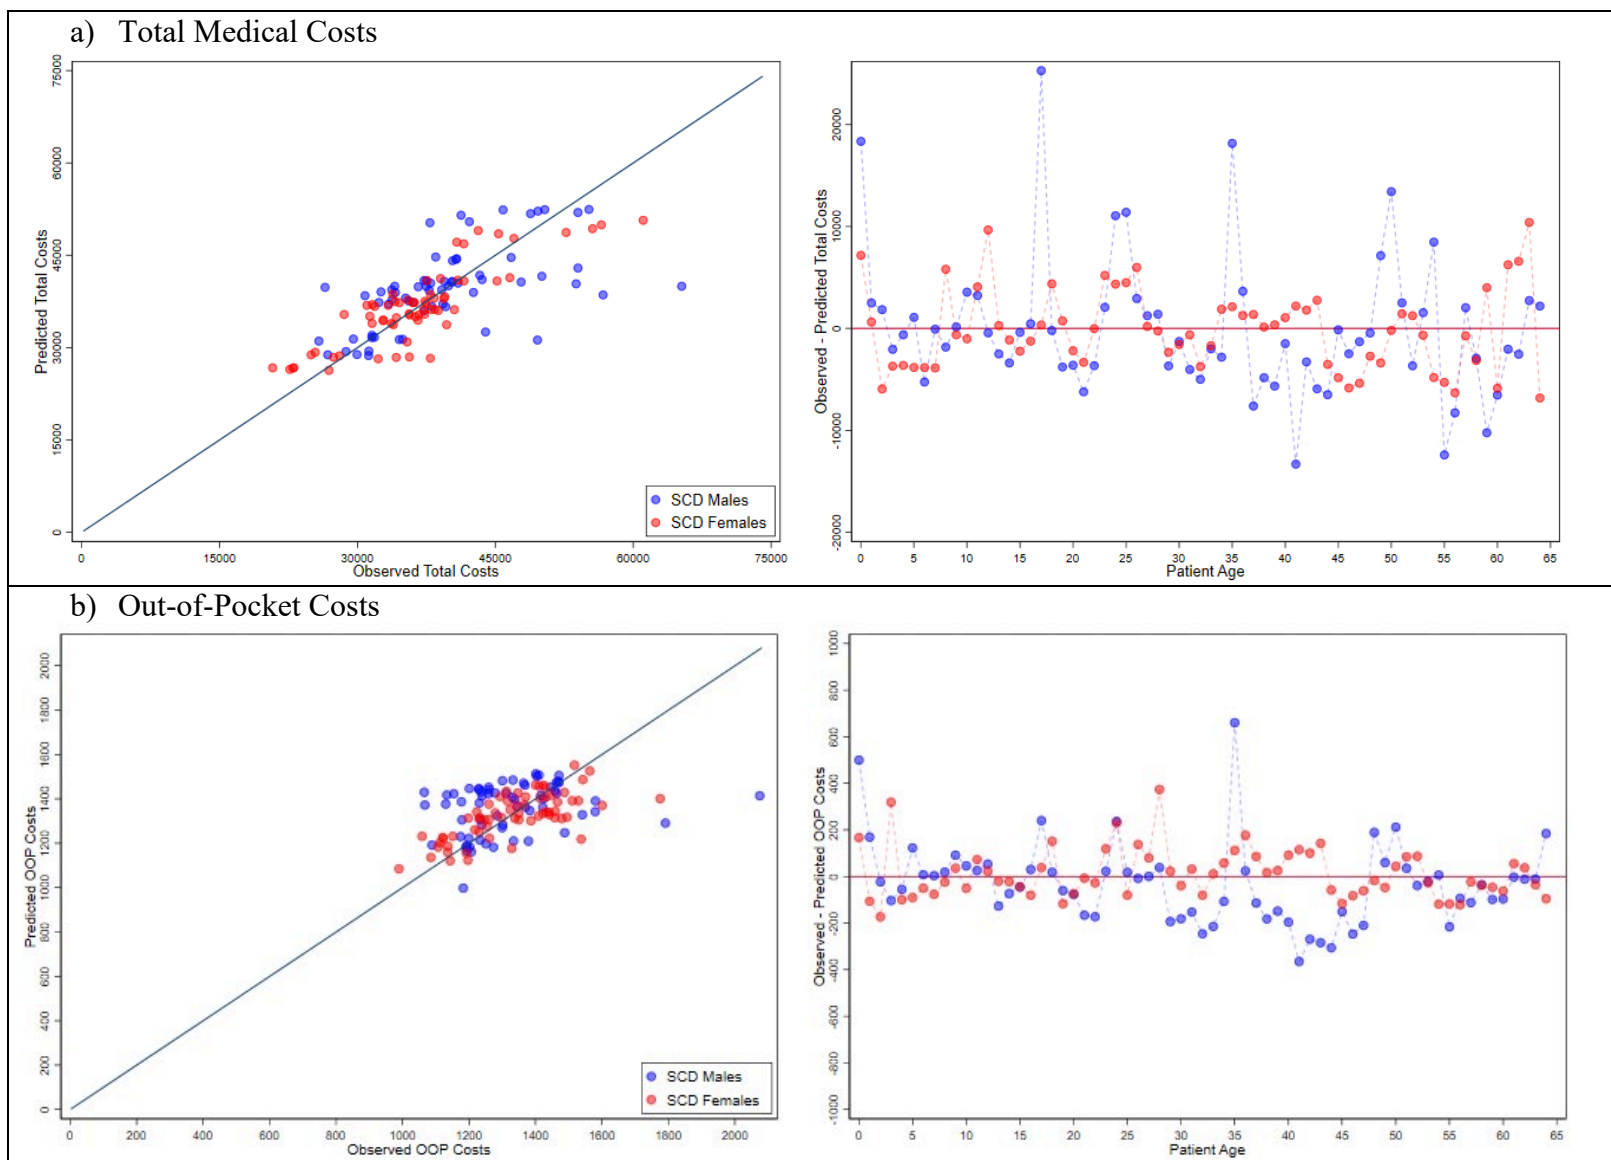 a) Total Medical Costs
Predicted Total Costs
75000
60000
45000
30000
15000
0
0 15000 30000 45000 60000 75000
Observed Total Costs
SCD Males
SCD Females
Observed - Predicted Total Costs
20000
10000
0
-10000
-20000
0 5 10 15 20 25 30 35 40 45 50 55 60 65
Patient Age
b) Out-of-Pocket Costs
Predicted OOP Costs
2000
1800
1600
1400
1200
1000
800
600
400
200
0
0 200 400 600 800 1000 1200 1400 1600 1800 2000
Observed OOP Costs
SCD Males
SCD Females
Observed - Predicted OOP Costs
1000
800
600
400
200
0
-200
-400
-600
-800
-1000
0 5 10 15 20 25 30 35 40 45 50 55 60 65
Patient Age